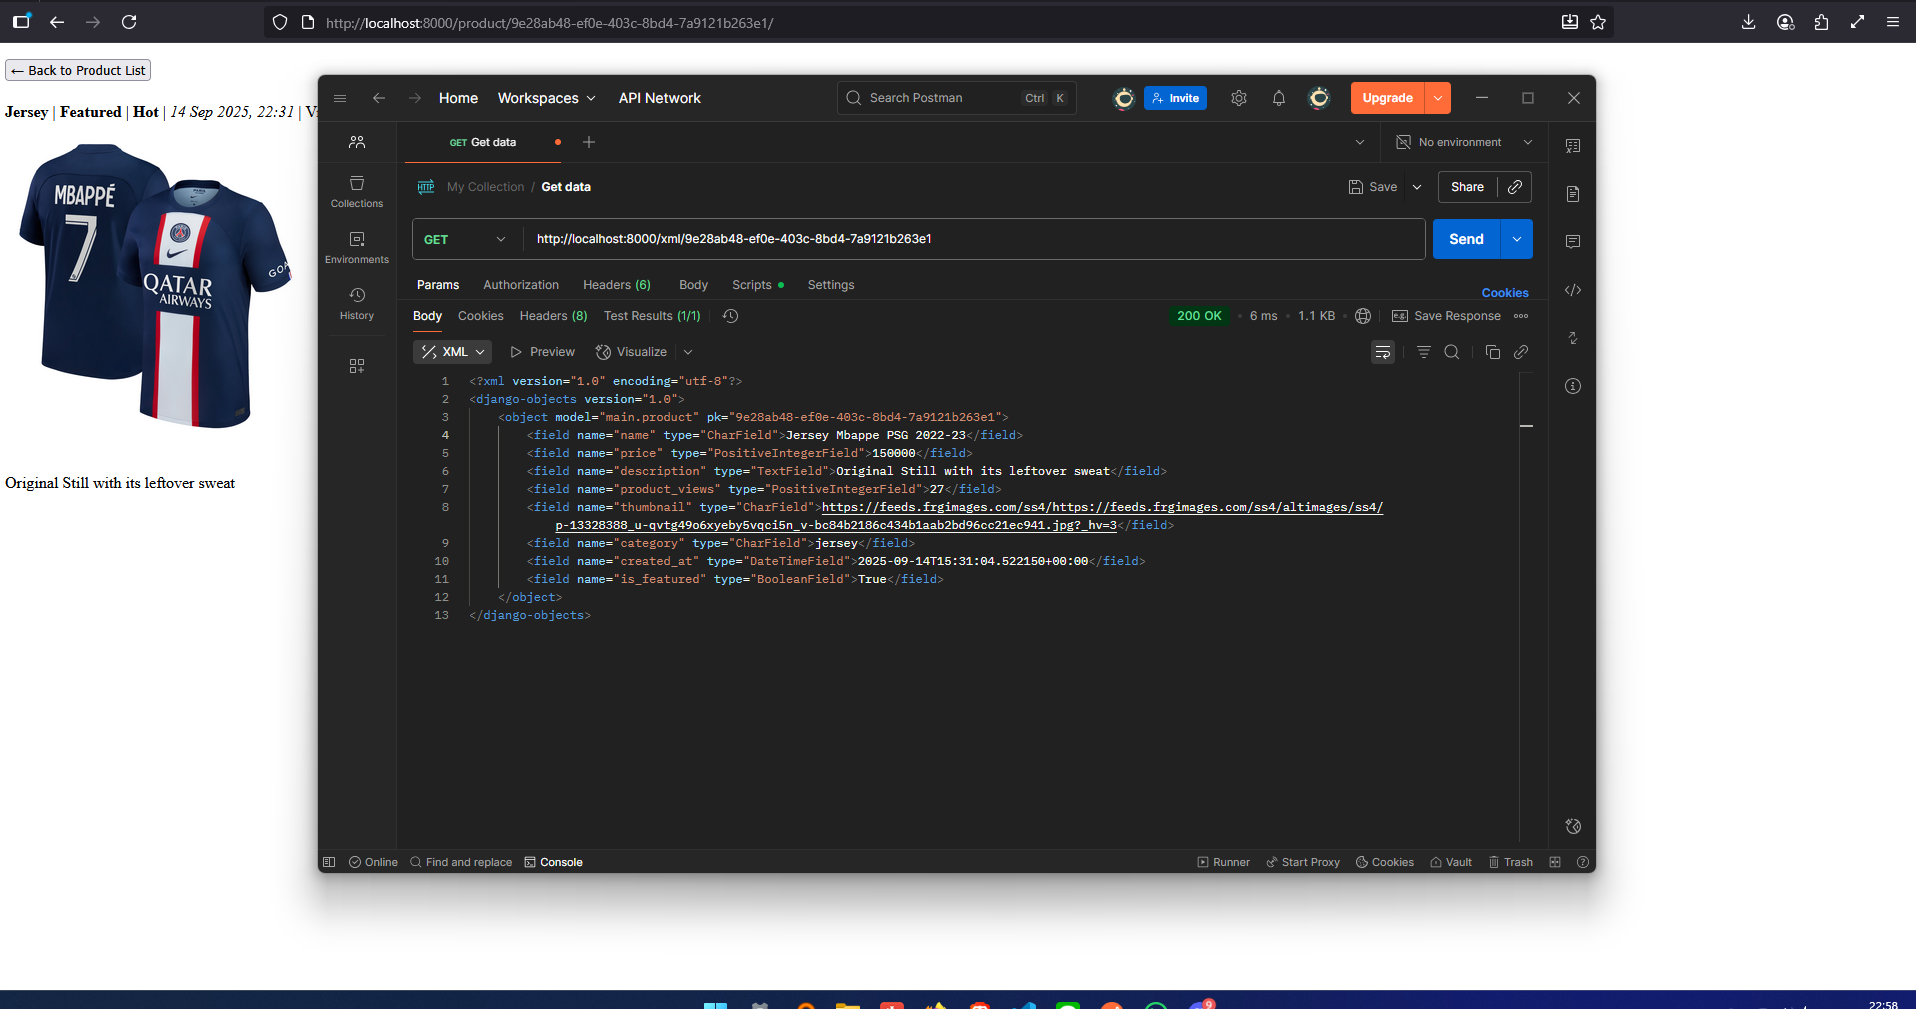 http://localhost:8000/product/9e28ab48-ef0e-403c-8bd4-7a9121b263e1/
← Back to Product List
Jersey | Featured | Hot | 14 Sep 2025, 22:31 |
MBAPPÉ
7
QATAR
AIRWAYS
Original Still with its leftover sweat
Home Workspaces API Network
Search Postman Ctrl K
Invite
Upgrade
GET Get data
No environment
My Collection / Get data
Save
Share
Collections
Environments
History
GET http://localhost:8000/xml/9e28ab48-ef0e-403c-8bd4-7a9121b263e1
Send
Params Authorization Headers (6) Body Scripts Settings
Cookies
Body Cookies Headers (8) Test Results (1/1)
200 OK • 6 ms • 1.1 KB • e.g. Save Response
XML Preview Visualize
1 <?xml version="1.0" encoding="utf-8"?>
2 <django-objects version="1.0">
3 <object model="main.product" pk="9e28ab48-ef0e-403c-8bd4-7a9121b263e1">
4 <field name="name" type="CharField">Jersey Mbappe PSG 2022-23</field>
5 <field name="price" type="PositiveIntegerField">150000</field>
6 <field name="description" type="TextField">Original Still with its leftover sweat</field>
7 <field name="product_views" type="PositiveIntegerField">27</field>
8 <field name="thumbnail" type="CharField">https://feeds.frgimages.com/ss4/https://feeds.frgimages.com/ss4/altimages/ss4/
p-13328388_u-qvtg49o6xyeby5vqci5n_v-bc84b2186c434b1aab2bd96cc21ec941.jpg?_hv=3</field>
9 <field name="category" type="CharField">jersey</field>
10 <field name="created_at" type="DateTimeField">2025-09-14T15:31:04.522150+00:00</field>
11 <field name="is_featured" type="BooleanField">True</field>
12 </object>
13 </django-objects>
Online Find and replace Console
Runner Start Proxy Cookies Vault Trash
9
22:58